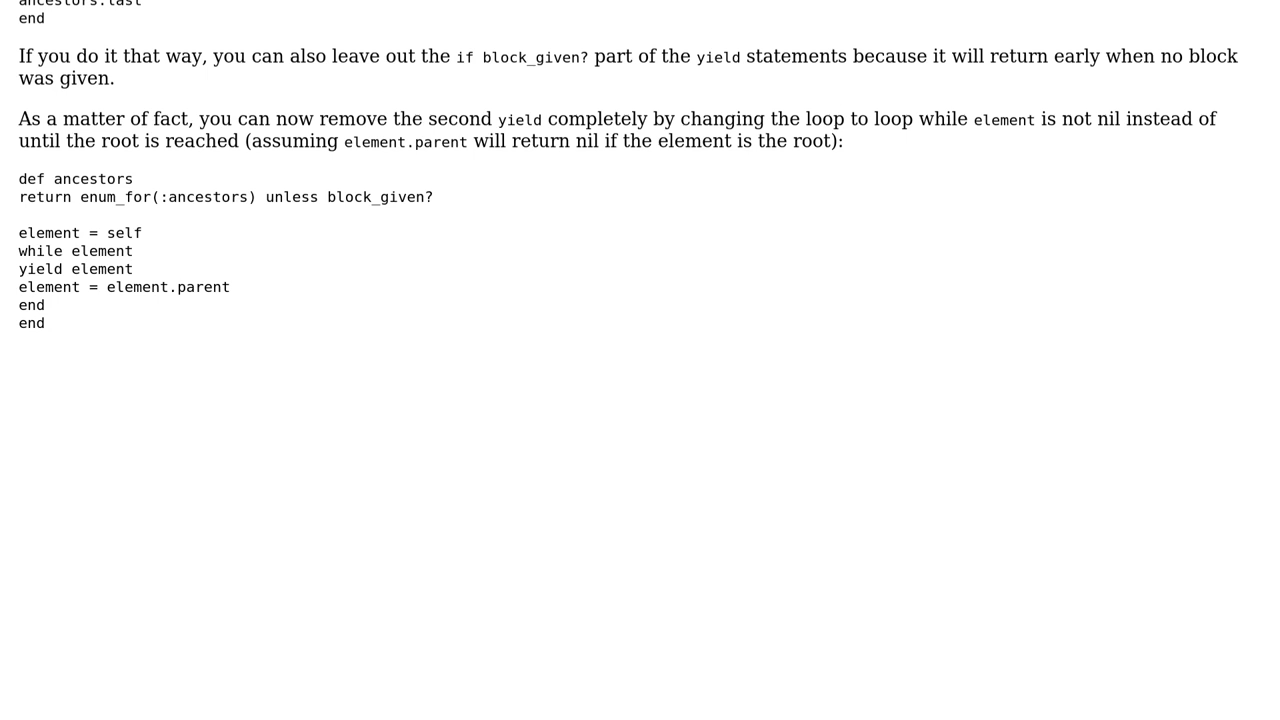 ancestors.last
end
If you do it that way, you can also leave out the if block_given? part of the yield statements because it will return early when no block
was given.
As a matter of fact, you can now remove the second yield completely by changing the loop to loop while element is not nil instead of
until the root is reached (assuming element.parent will return nil if the element is the root):
def ancestors
return enum_for(:ancestors) unless block_given?
element = self
while element
yield element
element = element.parent
end
end